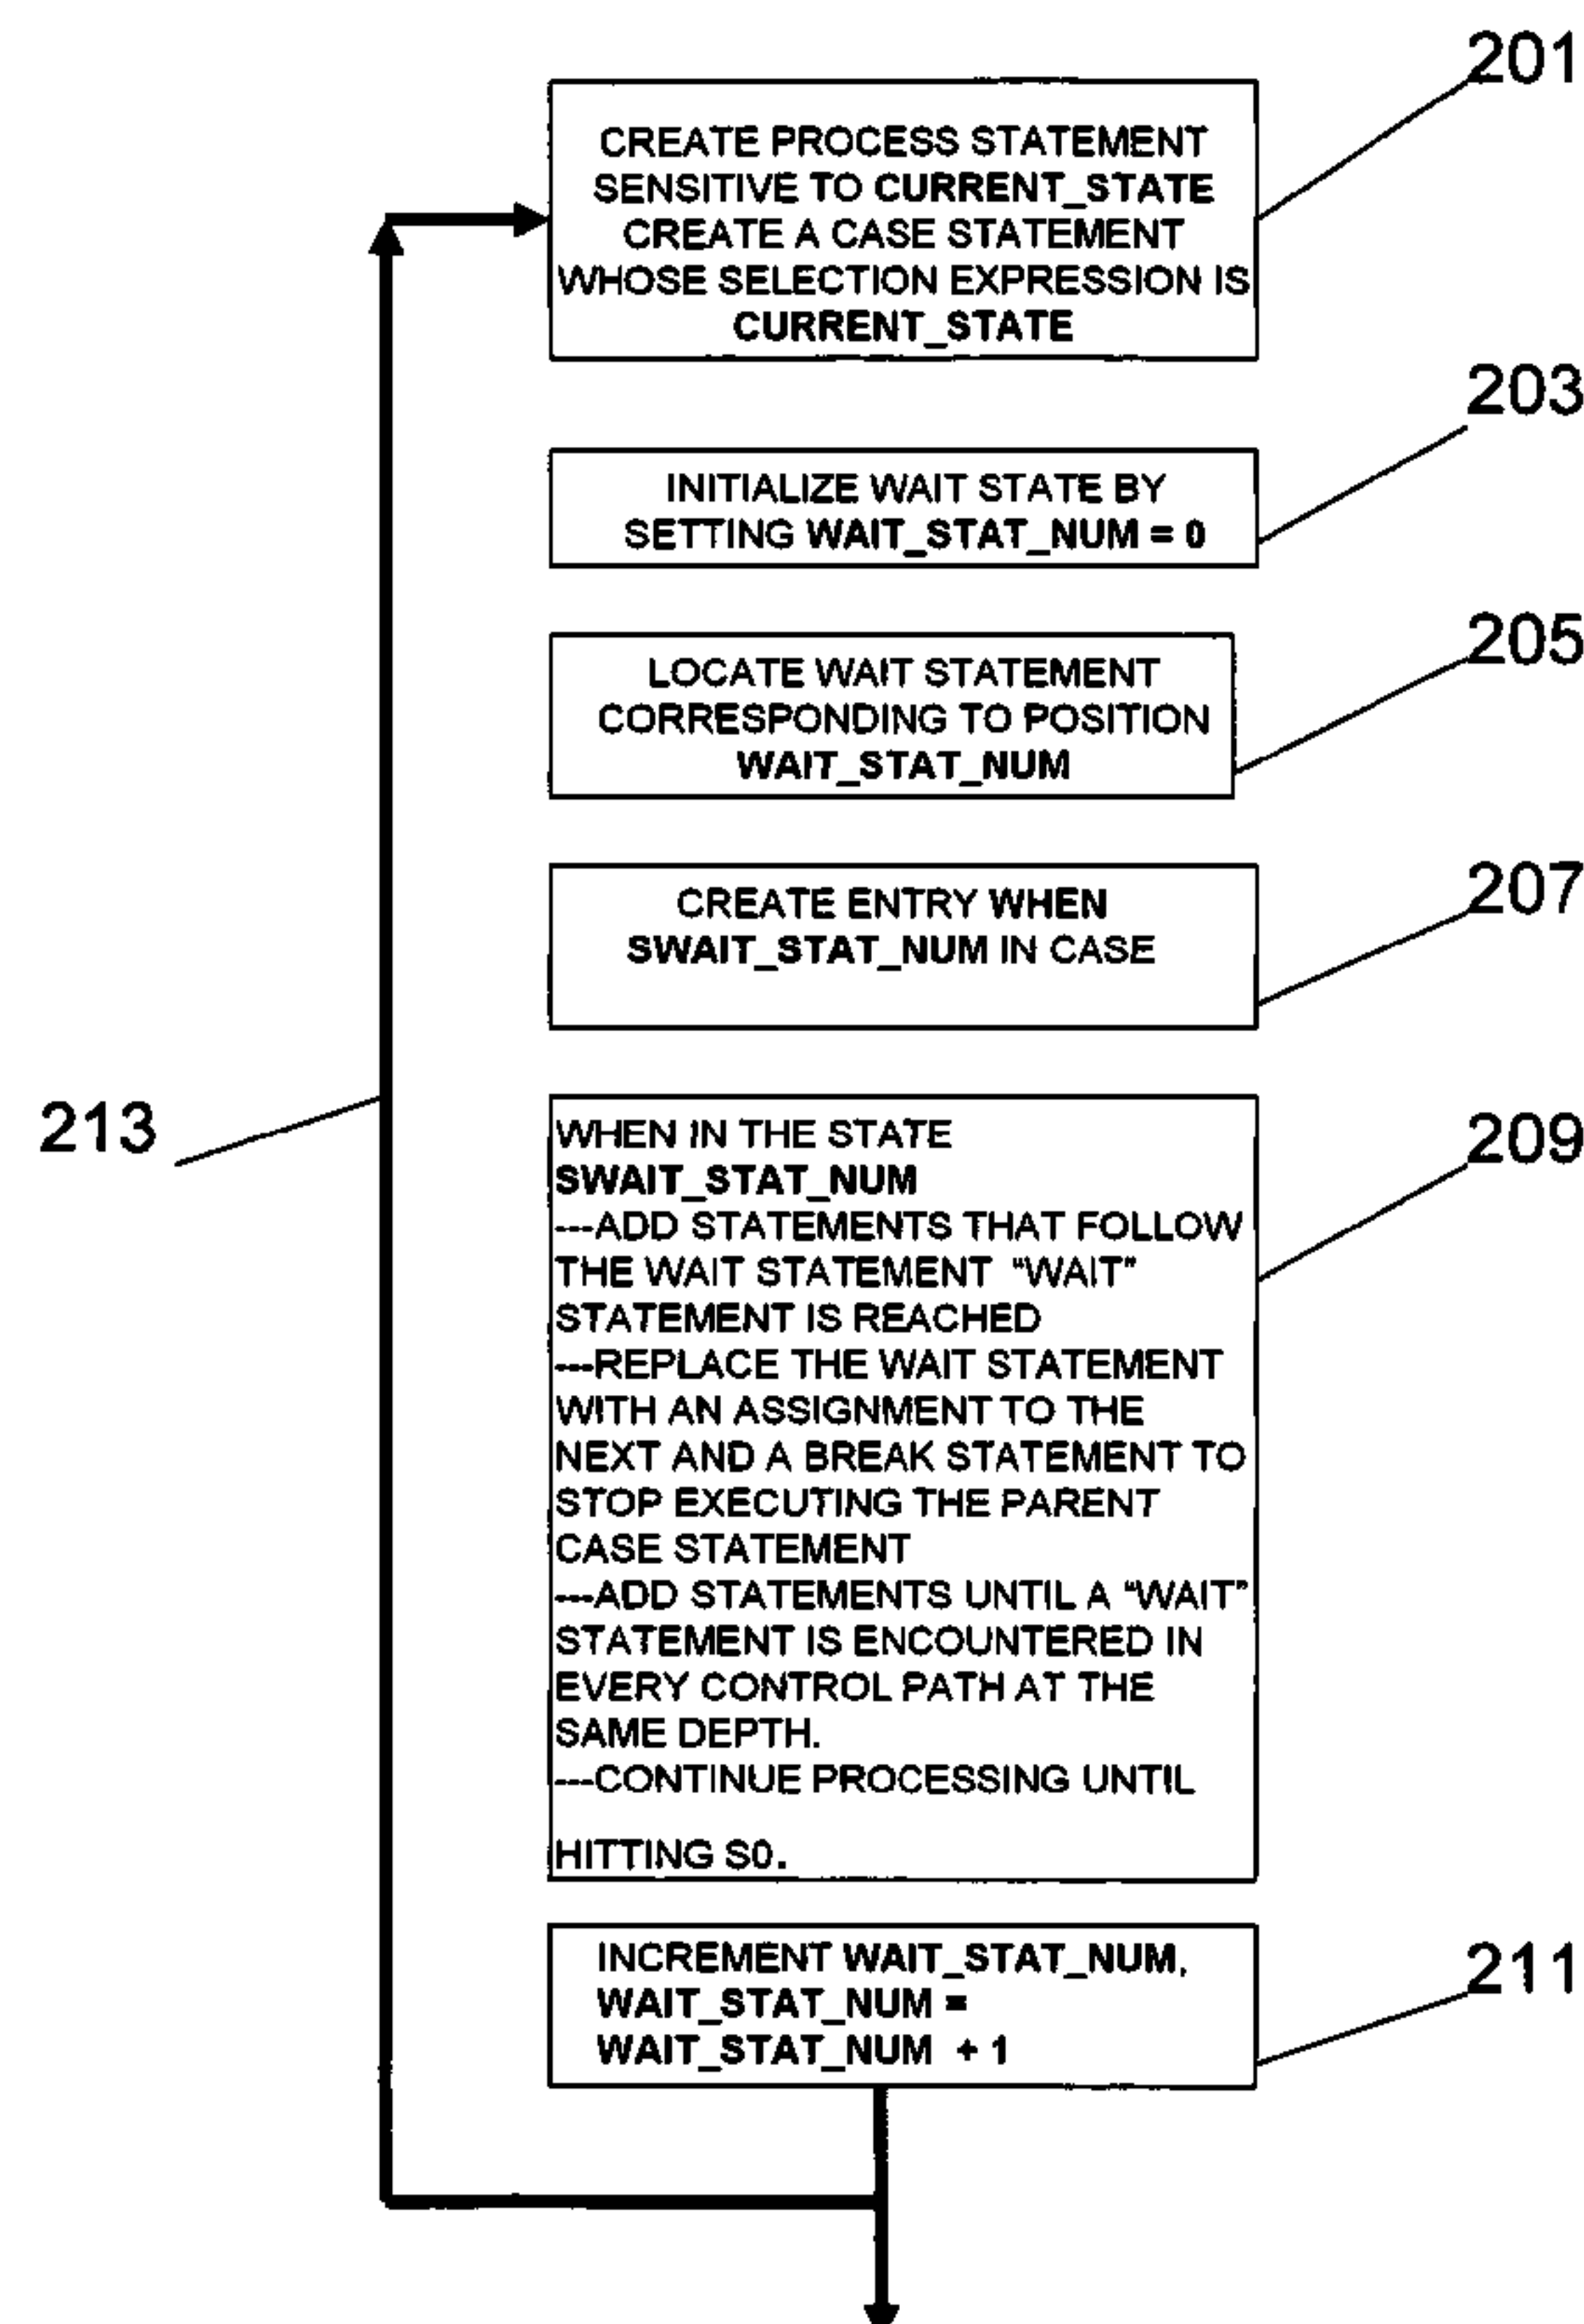 201
CREATE PROCESS STATEMENT
SENSITIVE TO CURRENT_STATE
CREATE A CASE STATEMENT
WHOSE SELECTION EXPRESSION IS
CURRENT_STATE
203
INITIALIZE WAIT STATE BY
SETTING WAIT_STAT_NUM = 0
205
LOCATE WAIT STATEMENT
CORRESPONDING TO POSITION
WAIT_STAT_NUM
207
CREATE ENTRY WHEN
SWAIT_STAT_NUM IN CASE
213
209
WHEN IN THE STATE
SWAIT_STAT_NUM
---ADD STATEMENTS THAT FOLLOW
THE WAIT STATEMENT “WAIT”
STATEMENT IS REACHED
---REPLACE THE WAIT STATEMENT
WITH AN ASSIGNMENT TO THE
NEXT AND A BREAK STATEMENT TO
STOP EXECUTING THE PARENT
CASE STATEMENT
---ADD STATEMENTS UNTIL A “WAIT”
STATEMENT IS ENCOUNTERED IN
EVERY CONTROL PATH AT THE
SAME DEPTH.
---CONTINUE PROCESSING UNTIL
HITTING S0.
211
INCREMENT WAIT_STAT_NUM,
WAIT_STAT_NUM =
WAIT_STAT_NUM + 1